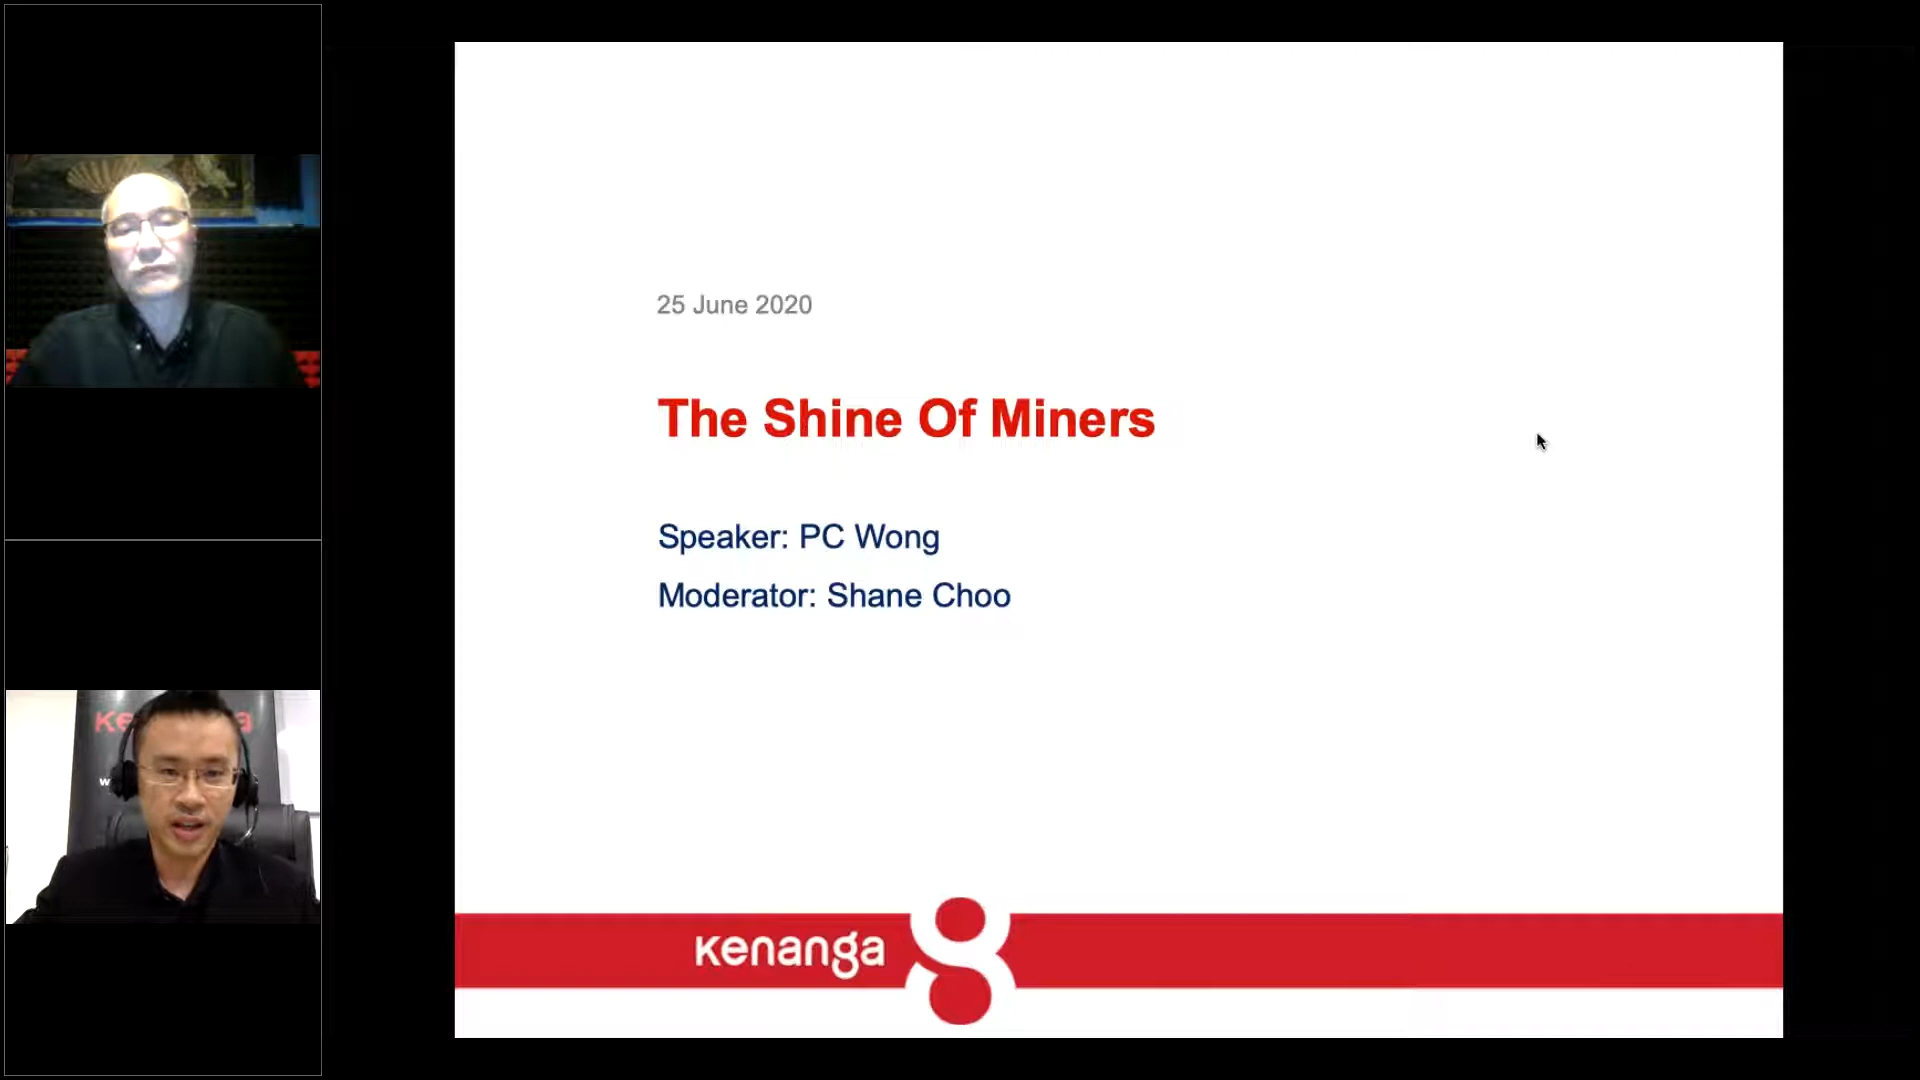 25 June 2020
The Shine Of Miners
Speaker: PC Wong
Moderator: Shane Choo
kenanga